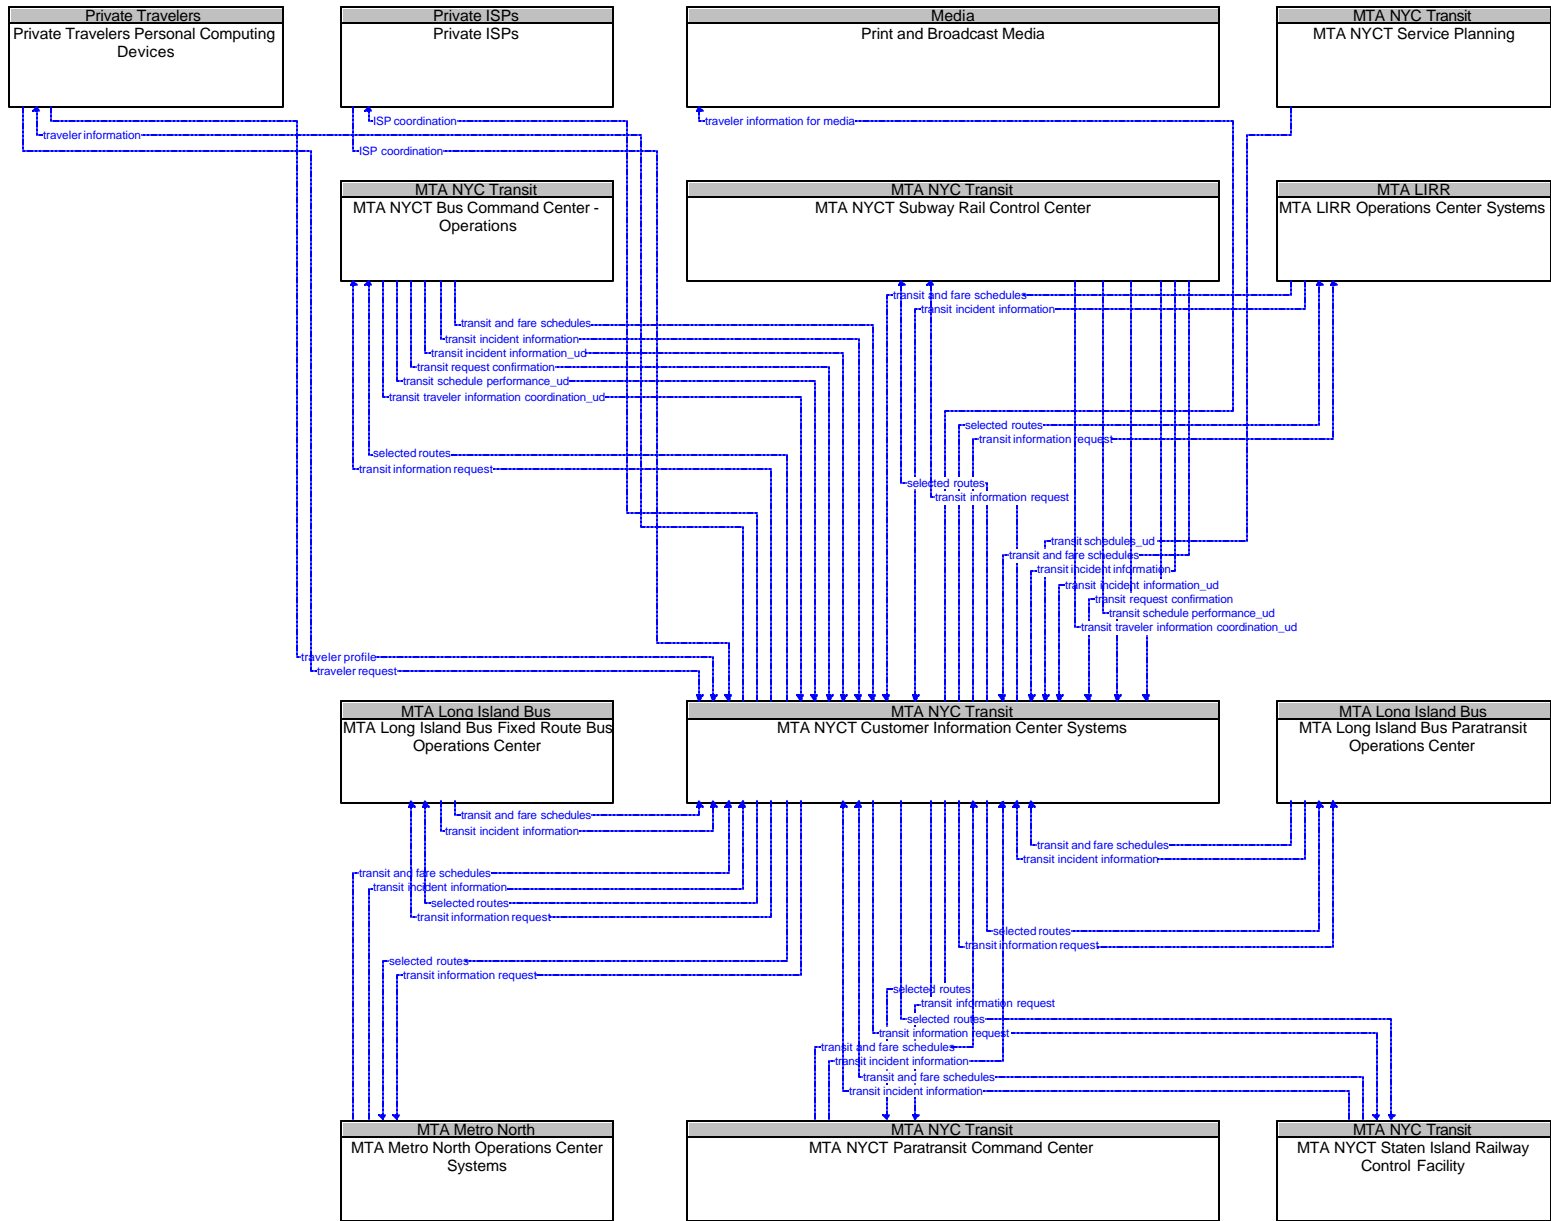 Private Travelers
Private Travelers Personal Computing
Devices
Private ISPs
Private ISPs
Media
Print and Broadcast Media
MTA NYC Transit
MTA NYCT Service Planning
ISP coordination
traveler information for media
traveler information
ISP coordination
MTA NYC Transit
MTA NYCT Bus Command Center -
Operations
MTA NYC Transit
MTA NYCT Subway Rail Control Center
MTA LIRR
MTA LIRR Operations Center Systems
transit and fare schedules
transit incident information
transit and fare schedules
transit incident information
transit incident information_ud
transit request confirmation
transit schedule performance_ud
transit traveler information coordination_ud
selected routes
transit information request
selected routes
transit information request
selected routes
transit information request
transit schedules_ud
transit and fare schedules
transit incident information
transit incident information_ud
transit request confirmation
transit schedule performance_ud
transit traveler information coordination_ud
traveler profile
traveler request
MTA Long Island Bus
MTA Long Island Bus Fixed Route Bus
Operations Center
MTA NYC Transit
MTA NYCT Customer Information Center Systems
MTA Long Island Bus
MTA Long Island Bus Paratransit
Operations Center
transit and fare schedules
transit incident information
transit and fare schedules
transit incident information
transit and fare schedules
transit incident information
selected routes
transit information request
selected routes
transit information request
selected routes
transit information request
selected routes
transit information request
selected routes
transit information request
transit and fare schedules
transit incident information
transit and fare schedules
transit incident information
MTA Metro North
MTA Metro North Operations Center
Systems
MTA NYC Transit
MTA NYCT Paratransit Command Center
MTA NYC Transit
MTA NYCT Staten Island Railway
Control Facility